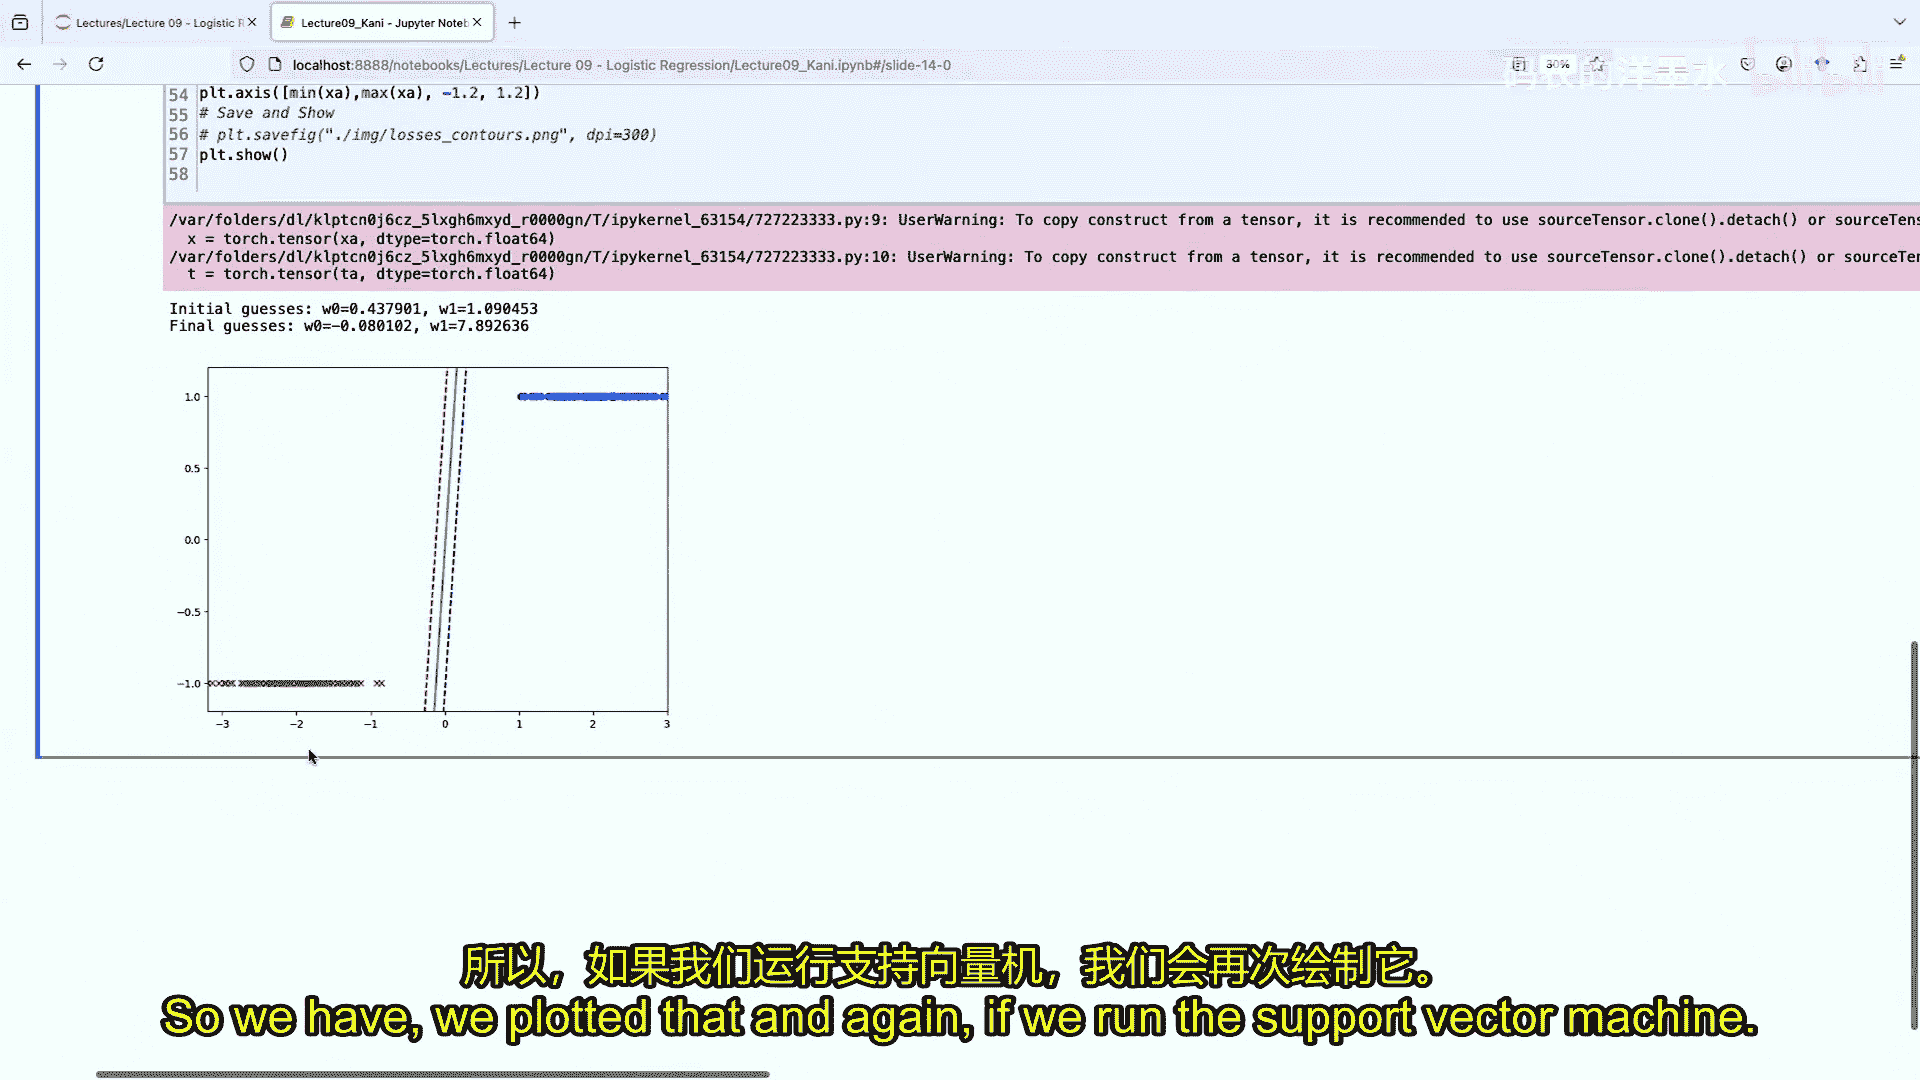 Lectures/Lecture 09 - Logistic R
Lecture09_Kani - Jupyter Noteb
localhost:8888/notebooks/Lectures/Lecture 09 - Logistic Regression/Lecture09_Kani.ipynb#/slide-14-0
码农的洋墨水
54 plt.axis([min(xa),max(xa), -1.2, 1.2])
55 # Save and Show
56 # plt.savefig("./img/losses_contours.png", dpi=300)
57 plt.show()
58
/var/folders/dl/klptcn0j6cz_5lxgh6mxyd_r0000gn/T/ipykernel_63154/727223333.py:9: UserWarning: To copy construct from a tensor, it is recommended to use sourceTensor.clone().detach() or sourceTens
x = torch.tensor(xa, dtype=torch.float64)
/var/folders/dl/klptcn0j6cz_5lxgh6mxyd_r0000gn/T/ipykernel_63154/727223333.py:10: UserWarning: To copy construct from a tensor, it is recommended to use sourceTensor.clone().detach() or sourceTen
t = torch.tensor(ta, dtype=torch.float64)
Initial guesses: w0=0.437901, w1=1.090453
Final guesses: w0=-0.080102, w1=7.892636
1.0
0.5
0.0
-0.5
-1.0
-3 -2 -1 0 1 2 3
所以，如果我们运行支持向量机，我们会再次绘制它。
So we have, we plotted that and again, if we run the support vector machine.